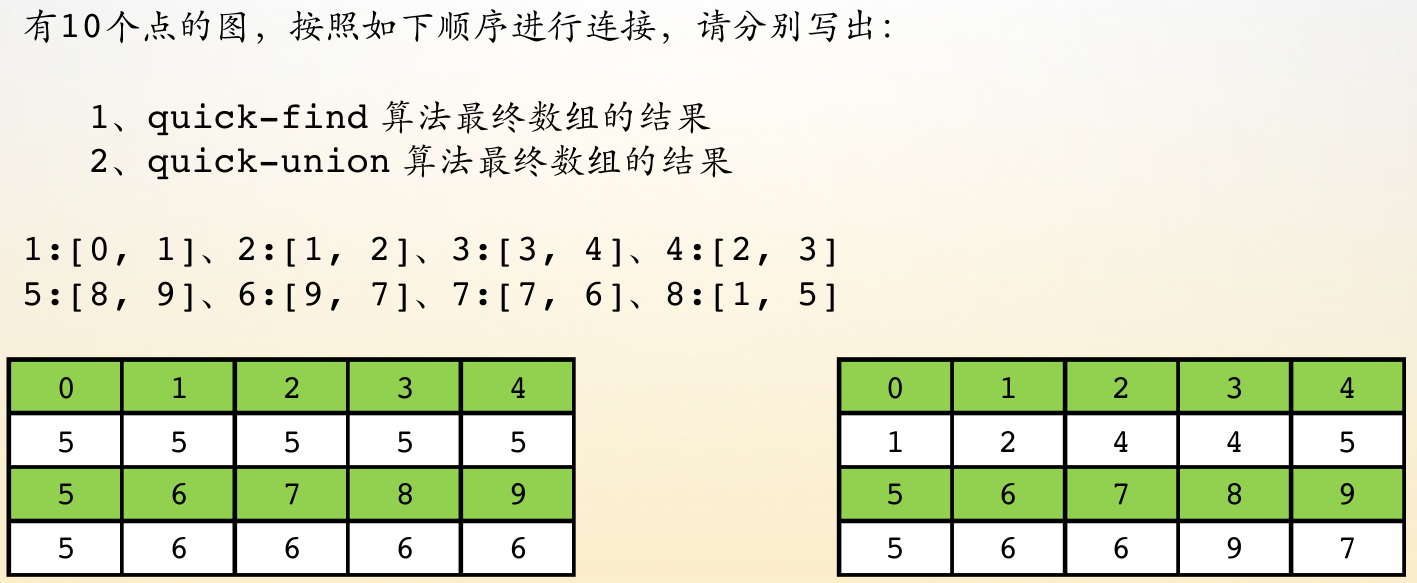 有10个点的图，按照如下顺序进行连接，请分别写出：
1、quick-find 算法最终数组的结果
2、quick-union 算法最终数组的结果
1:[0, 1]、2:[1, 2]、3:[3, 4]、4:[2, 3]
5:[8, 9]、6:[9, 7]、7:[7, 6]、8:[1, 5]
0 1 2 3 4
5 5 5 5 5
5 6 7 8 9
5 6 6 6 6
0 1 2 3 4
1 2 4 4 5
5 6 7 8 9
5 6 6 9 7